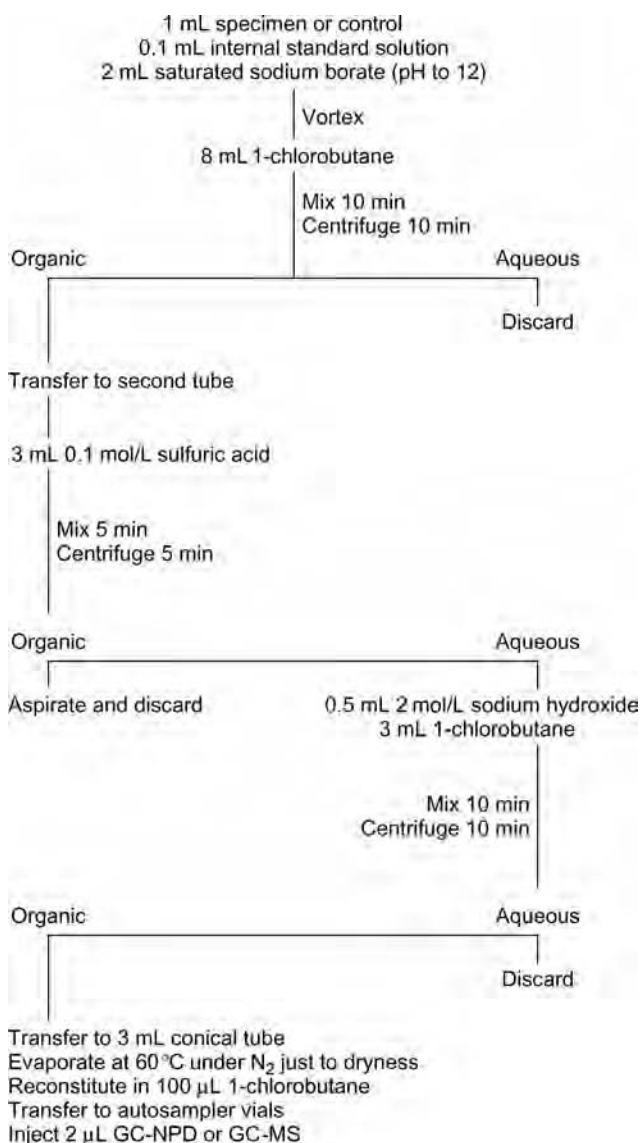 1 mL specimen or control
0.1 mL internal standard solution
2 mL saturated sodium borate (pH to 12)
Vortex
8 mL 1-chlorobutane
Mix 10 min
Centrifuge 10 min
Organic
Aqueous
Discard
Transfer to second tube
3 mL 0.1 mol/L sulfuric acid
Mix 5 min
Centrifuge 5 min
Organic
Aqueous
Aspirate and discard
0.5 mL 2 mol/L sodium hydroxide
3 mL 1-chlorobutane
Mix 10 min
Centrifuge 10 min
Organic
Aqueous
Discard
Transfer to 3 mL conical tube
Evaporate at 60°C under N₂ just to dryness
Reconstitute in 100 μL 1-chlorobutane
Transfer to autosampler vials
Inject 2 μL GC-NPD or GC-MS